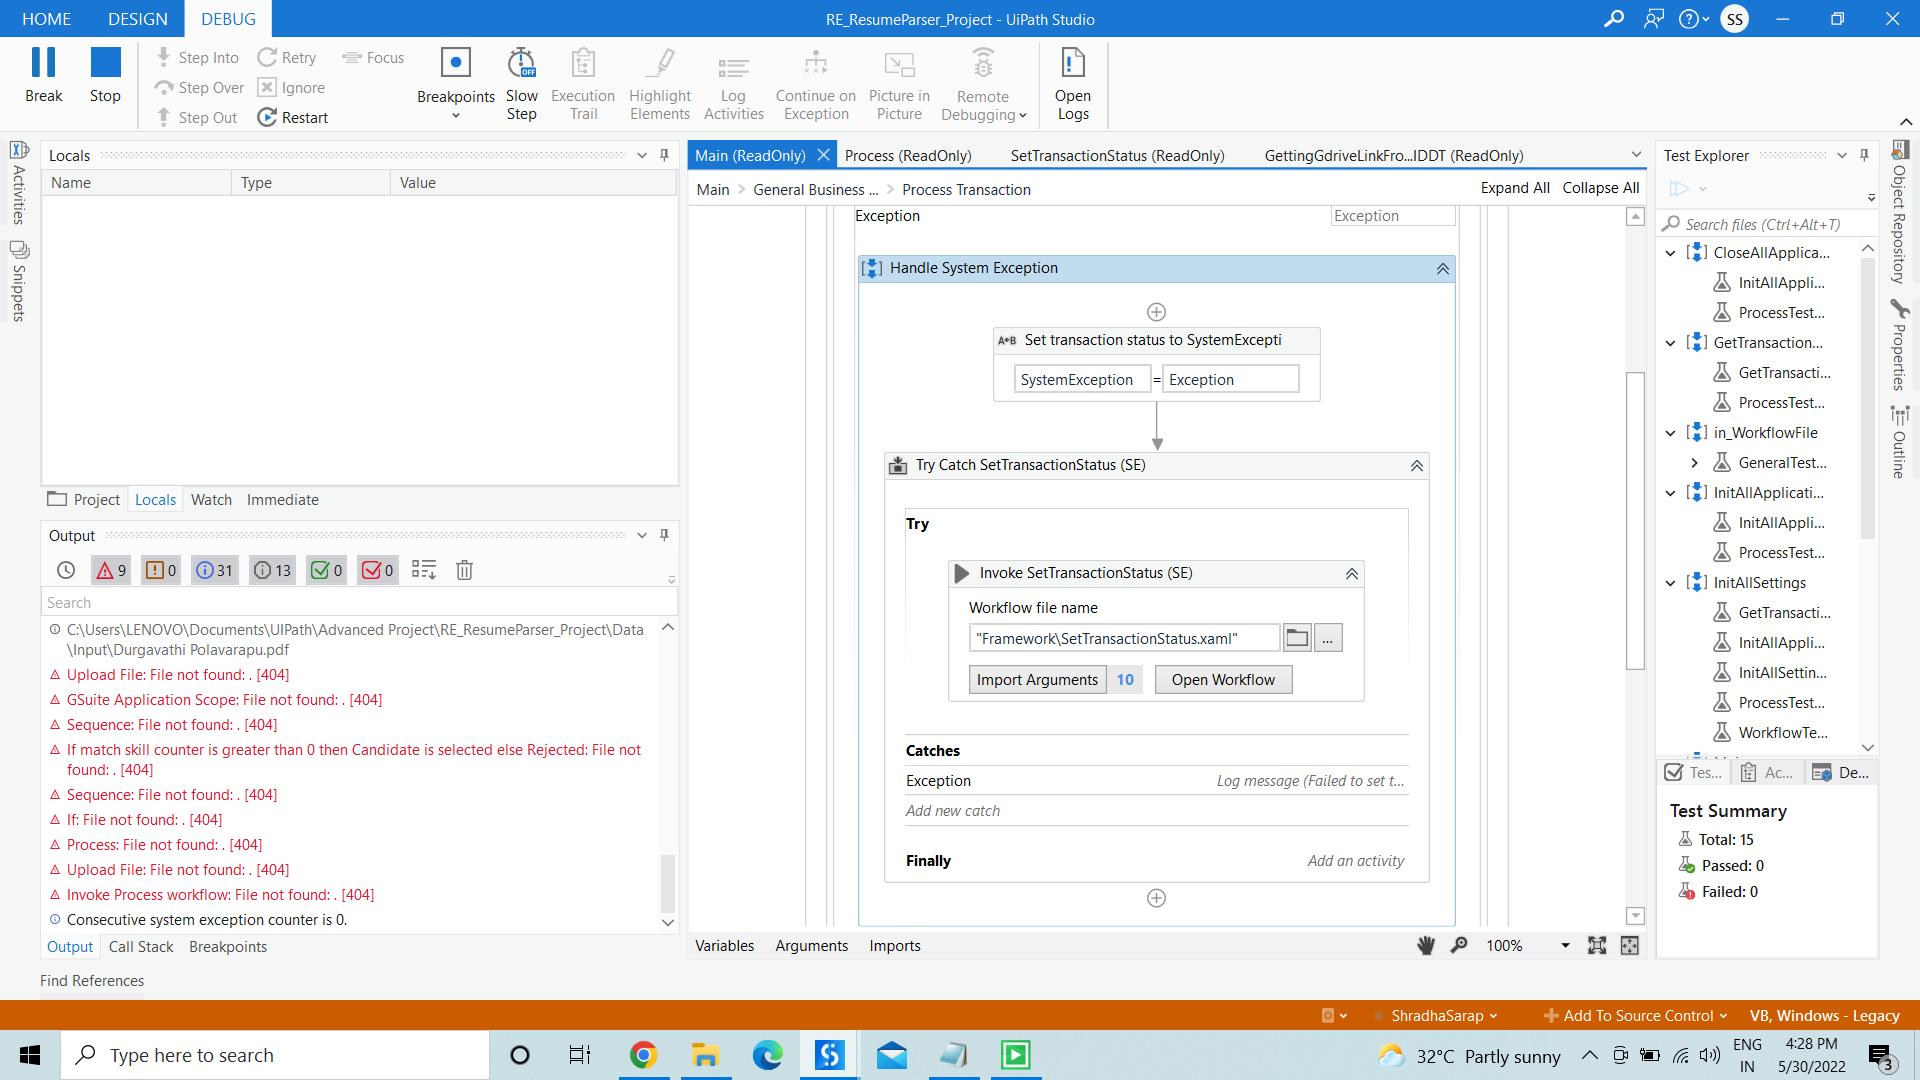 HOME DESIGN DEBUG
RE_ResumeParser_Project - UiPath Studio
SS
Break
Stop
Step Into
Step Over
Step Out
Retry
Ignore
Restart
Focus
Breakpoints
Slow Step
Execution Trail
Highlight Elements
Log Activities
Continue on Exception
Picture in Picture
Remote Debugging
Open Logs
Activities
Snippets
Locals
Name Type Value
Project Locals Watch Immediate
Output
9 0 31 13 0 0
Search
C:\Users\LENOVO\Documents\UIPath\Advanced Project\RE_ResumeParser_Project\Data
\Input\Durgavathi Polavarapu.pdf
Upload File: File not found: . [404]
GSuite Application Scope: File not found: . [404]
Sequence: File not found: . [404]
If match skill counter is greater than 0 then Candidate is selected else Rejected: File not
found: . [404]
Sequence: File not found: . [404]
If: File not found: . [404]
Process: File not found: . [404]
Upload File: File not found: . [404]
Invoke Process workflow: File not found: . [404]
Consecutive system exception counter is 0.
Output Call Stack Breakpoints
Find References
Main (ReadOnly) Process (ReadOnly) SetTransactionStatus (ReadOnly) GettingGdriveLinkFro...IDDT (ReadOnly)
Main > General Business ... > Process Transaction
Expand All Collapse All
Exception
Exception
Handle System Exception
A+B Set transaction status to SystemExcepti
SystemException = Exception
Try Catch SetTransactionStatus (SE)
Try
Invoke SetTransactionStatus (SE)
Workflow file name
"Framework\SetTransactionStatus.xaml" ...
Import Arguments 10 Open Workflow
Catches
Exception Log message (Failed to set t...
Add new catch
Finally Add an activity
Variables Arguments Imports
100%
Test Explorer
Search files (Ctrl+Alt+T)
CloseAllApplica...
InitAllAppli...
ProcessTest...
GetTransaction...
GetTransacti...
ProcessTest...
in_WorkflowFile
GeneralTest...
InitAllApplicati...
InitAllAppli...
ProcessTest...
InitAllSettings
GetTransacti...
InitAllAppli...
InitAllSettin...
ProcessTest...
WorkflowTe...
Tes... Ac... De...
Test Summary
Total: 15
Passed: 0
Failed: 0
Object Repository
Properties
Outline
0 ShradhaSarap Add To Source Control VB, Windows - Legacy
Type here to search
32°C Partly sunny
ENG
IN
4:28 PM
5/30/2022
3